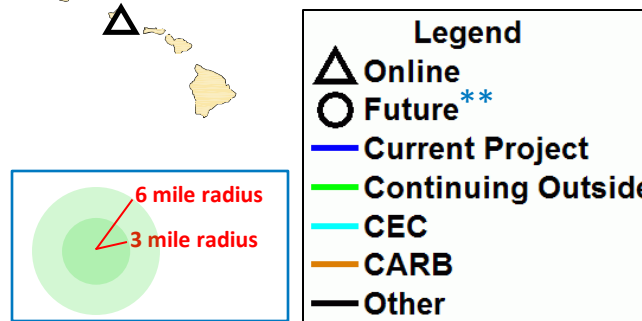 Legend
Online
Future**
Current Project
Continuing Outside
CEC
CARB
Other
6 mile radius
3 mile radius